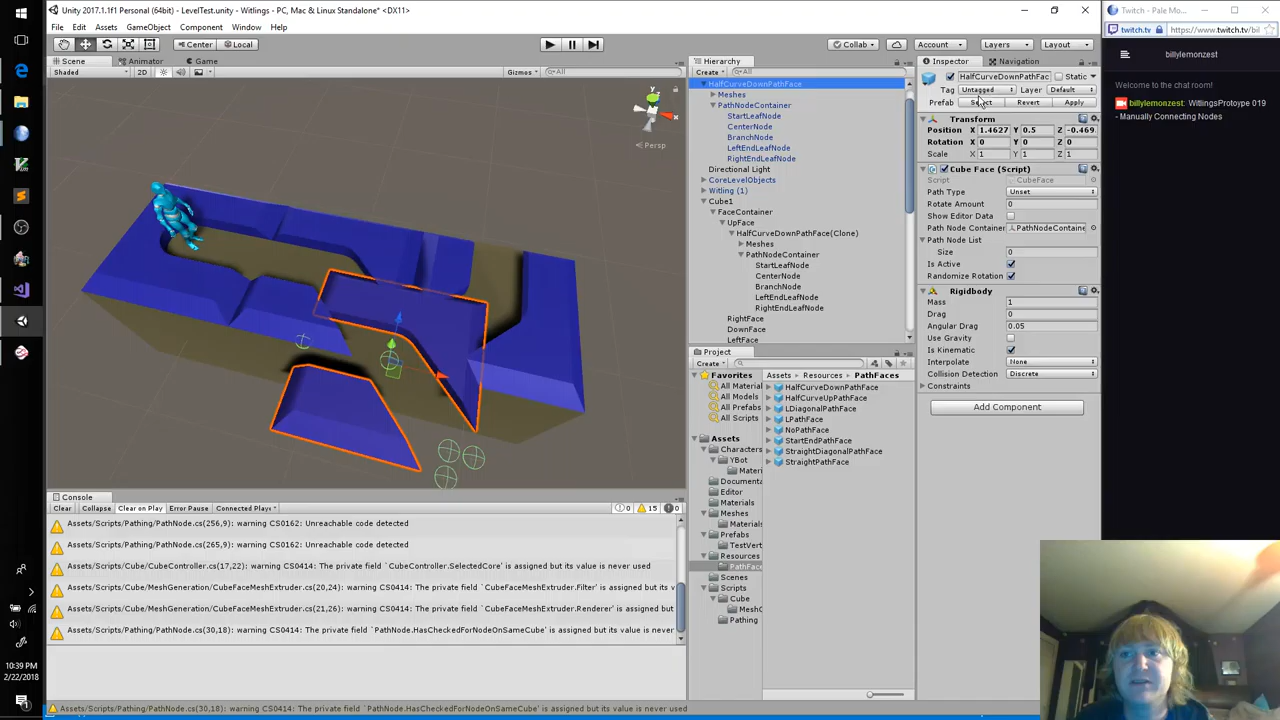 Unity 2017.1.1f1 Personal (64bit) - LevelTest.unity - Witlings - PC, Mac & Linux Standalone* <DX11>
File Edit Assets GameObject Component Window Help
Center Local
Collab Account Layers Layout
Scene Animator Game
Shaded 2D Gizmos All
Persp
Hierarchy
Create All
HalfCurveDownPathFace
Meshes
PathNodeContainer
StartLeafNode
CenterNode
BranchNode
LeftEndLeafNode
RightEndLeafNode
Directional Light
CoreLevelObjects
Witling (1)
Cube1
FaceContainer
UpFace
HalfCurveDownPathFace(Clone)
Meshes
PathNodeContainer
StartLeafNode
CenterNode
BranchNode
LeftEndLeafNode
RightEndLeafNode
RightFace
DownFace
LeftFace
Project
Create
Favorites
All Material
All Models
All Prefabs
All Scripts
Assets
Characters
YBot
Materi
Documenta
Editor
Materials
Meshes
Materials
Prefabs
TestVert
Resources
PathFace
Scenes
Scripts
Cube
MeshG
Pathing
Assets Resources PathFaces
HalfCurveDownPathFace
HalfCurveUpPathFace
LDiagonalPathFace
LPathFace
NoPathFace
StartEndPathFace
StraightDiagonalPathFace
StraightPathFace
Inspector Navigation
HalfCurveDownPathFac Static
Tag Untagged Layer Default
Prefab Select Revert Apply
Transform
Position X 1.4627 Y 0.5 Z -0.469
Rotation X 0 Y 0 Z 0
Scale X 1 Y 1 Z 1
Cube Face (Script)
Script CubeFace
Path Type Unset
Rotate Amount 0
Show Editor Data
Path Node Container PathNodeContaine
Path Node List
Size 0
Is Active
Randomize Rotation
Rigidbody
Mass 1
Drag 0
Angular Drag 0.05
Use Gravity
Is Kinematic
Interpolate None
Collision Detection Discrete
Constraints
Add Component
Console
Clear Collapse Clear on Play Error Pause Connected Play 0 15 0
Assets/Scripts/Pathing/PathNode.cs(256,9): warning CS0162: Unreachable code detected
Assets/Scripts/Pathing/PathNode.cs(265,9): warning CS0162: Unreachable code detected
Assets/Scripts/Cube/CubeController.cs(17,22): warning CS0414: The private field `CubeController.SelectedCore' is assigned but its value is never used
Assets/Scripts/Cube/MeshGeneration/CubeFaceMeshExtruder.cs(20,24): warning CS0414: The private field `CubeFaceMeshExtruder.Filter' is assigned but its v
Assets/Scripts/Cube/MeshGeneration/CubeFaceMeshExtruder.cs(21,26): warning CS0414: The private field `CubeFaceMeshExtruder.Renderer' is assigned but
Assets/Scripts/Pathing/PathNode.cs(30,18): warning CS0414: The private field `PathNode.HasCheckedForNodeOnSameCube' is assigned but its value is never
Assets/Scripts/Pathing/PathNode.cs(30,18): warning CS0414: The private field `PathNode.HasCheckedForNodeOnSameCube' is assigned but its value is never used
10:39 PM
2/22/2018
Twitch - Pale Mo...
twitch.tv https://www.twitch.tv/bil
billylemonzest
Welcome to the chat room!
billylemonzest: WitlingsProtoype 019
- Manually Connecting Nodes